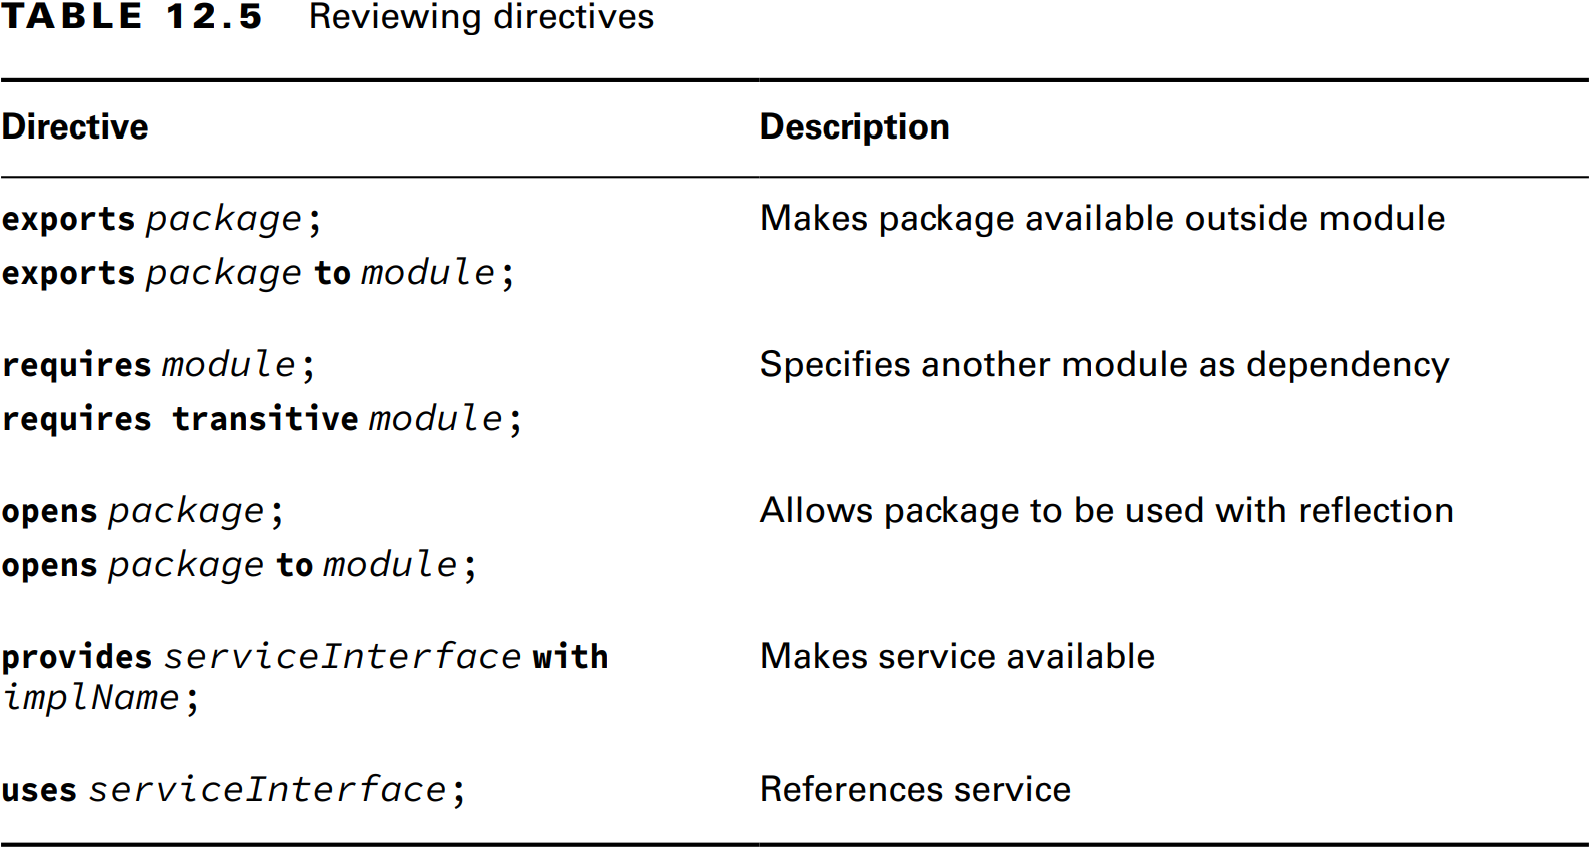 TABLE 12.5 Reviewing directives
Directive Description
exports package; Makes package available outside module
exports package to module;
requires module; Specifies another module as dependency
requires transitive module;
opens package; Allows package to be used with reflection
opens package to module;
provides serviceInterface with Makes service available
implName;
uses serviceInterface; References service